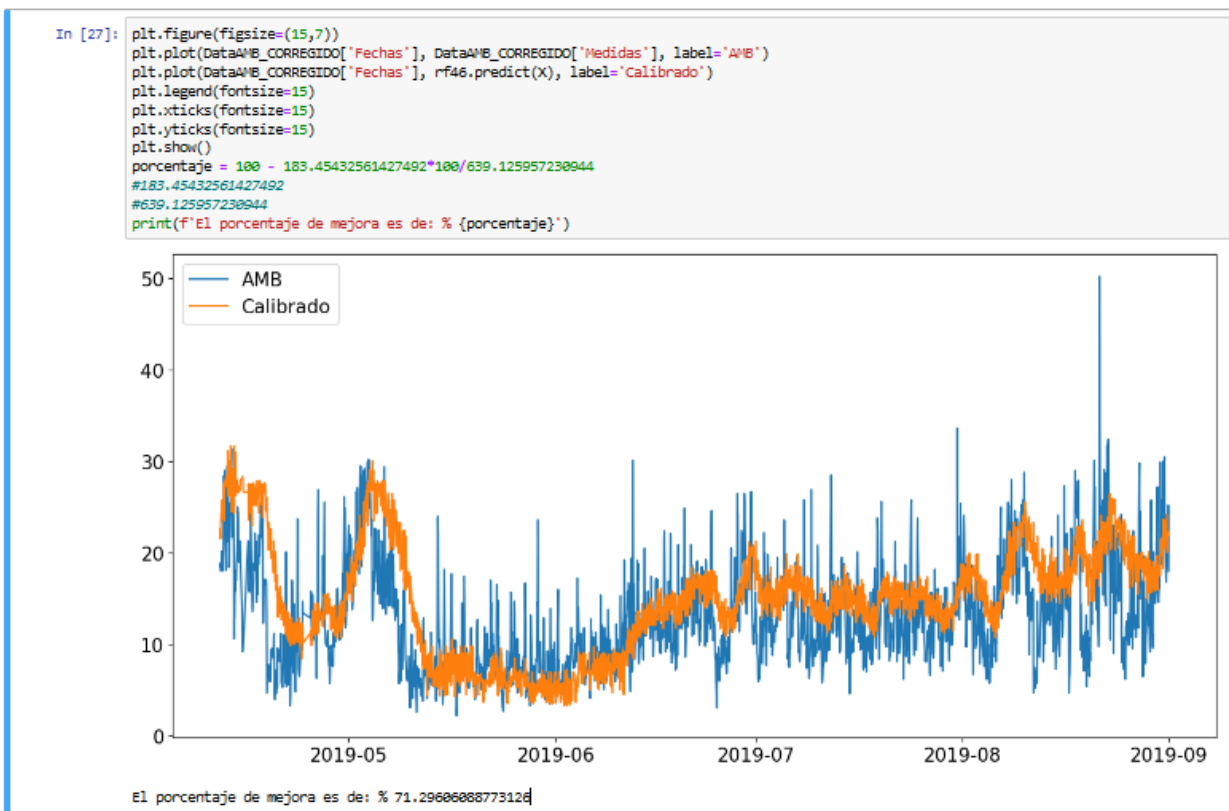 In [27]: plt.figure(figsize=(15,7))
plt.plot(DataAMB_CORREGIDO['Fechas'], DataAMB_CORREGIDO['Medidas'], label='AMB')
plt.plot(DataAMB_CORREGIDO['Fechas'], rf46.predict(X), label='Calibrado')
plt.legend(fontsize=15)
plt.xticks(fontsize=15)
plt.yticks(fontsize=15)
plt.show()
porcentaje = 100 - 183.45432561427492*100/639.125957230944
#183.45432561427492
#639.125957230944
print(f'El porcentaje de mejora es de: % {porcentaje}')
AMB
Calibrado
50
40
30
20
10
0
2019-05 2019-06 2019-07 2019-08 2019-09
El porcentaje de mejora es de: % 71.29606088773126